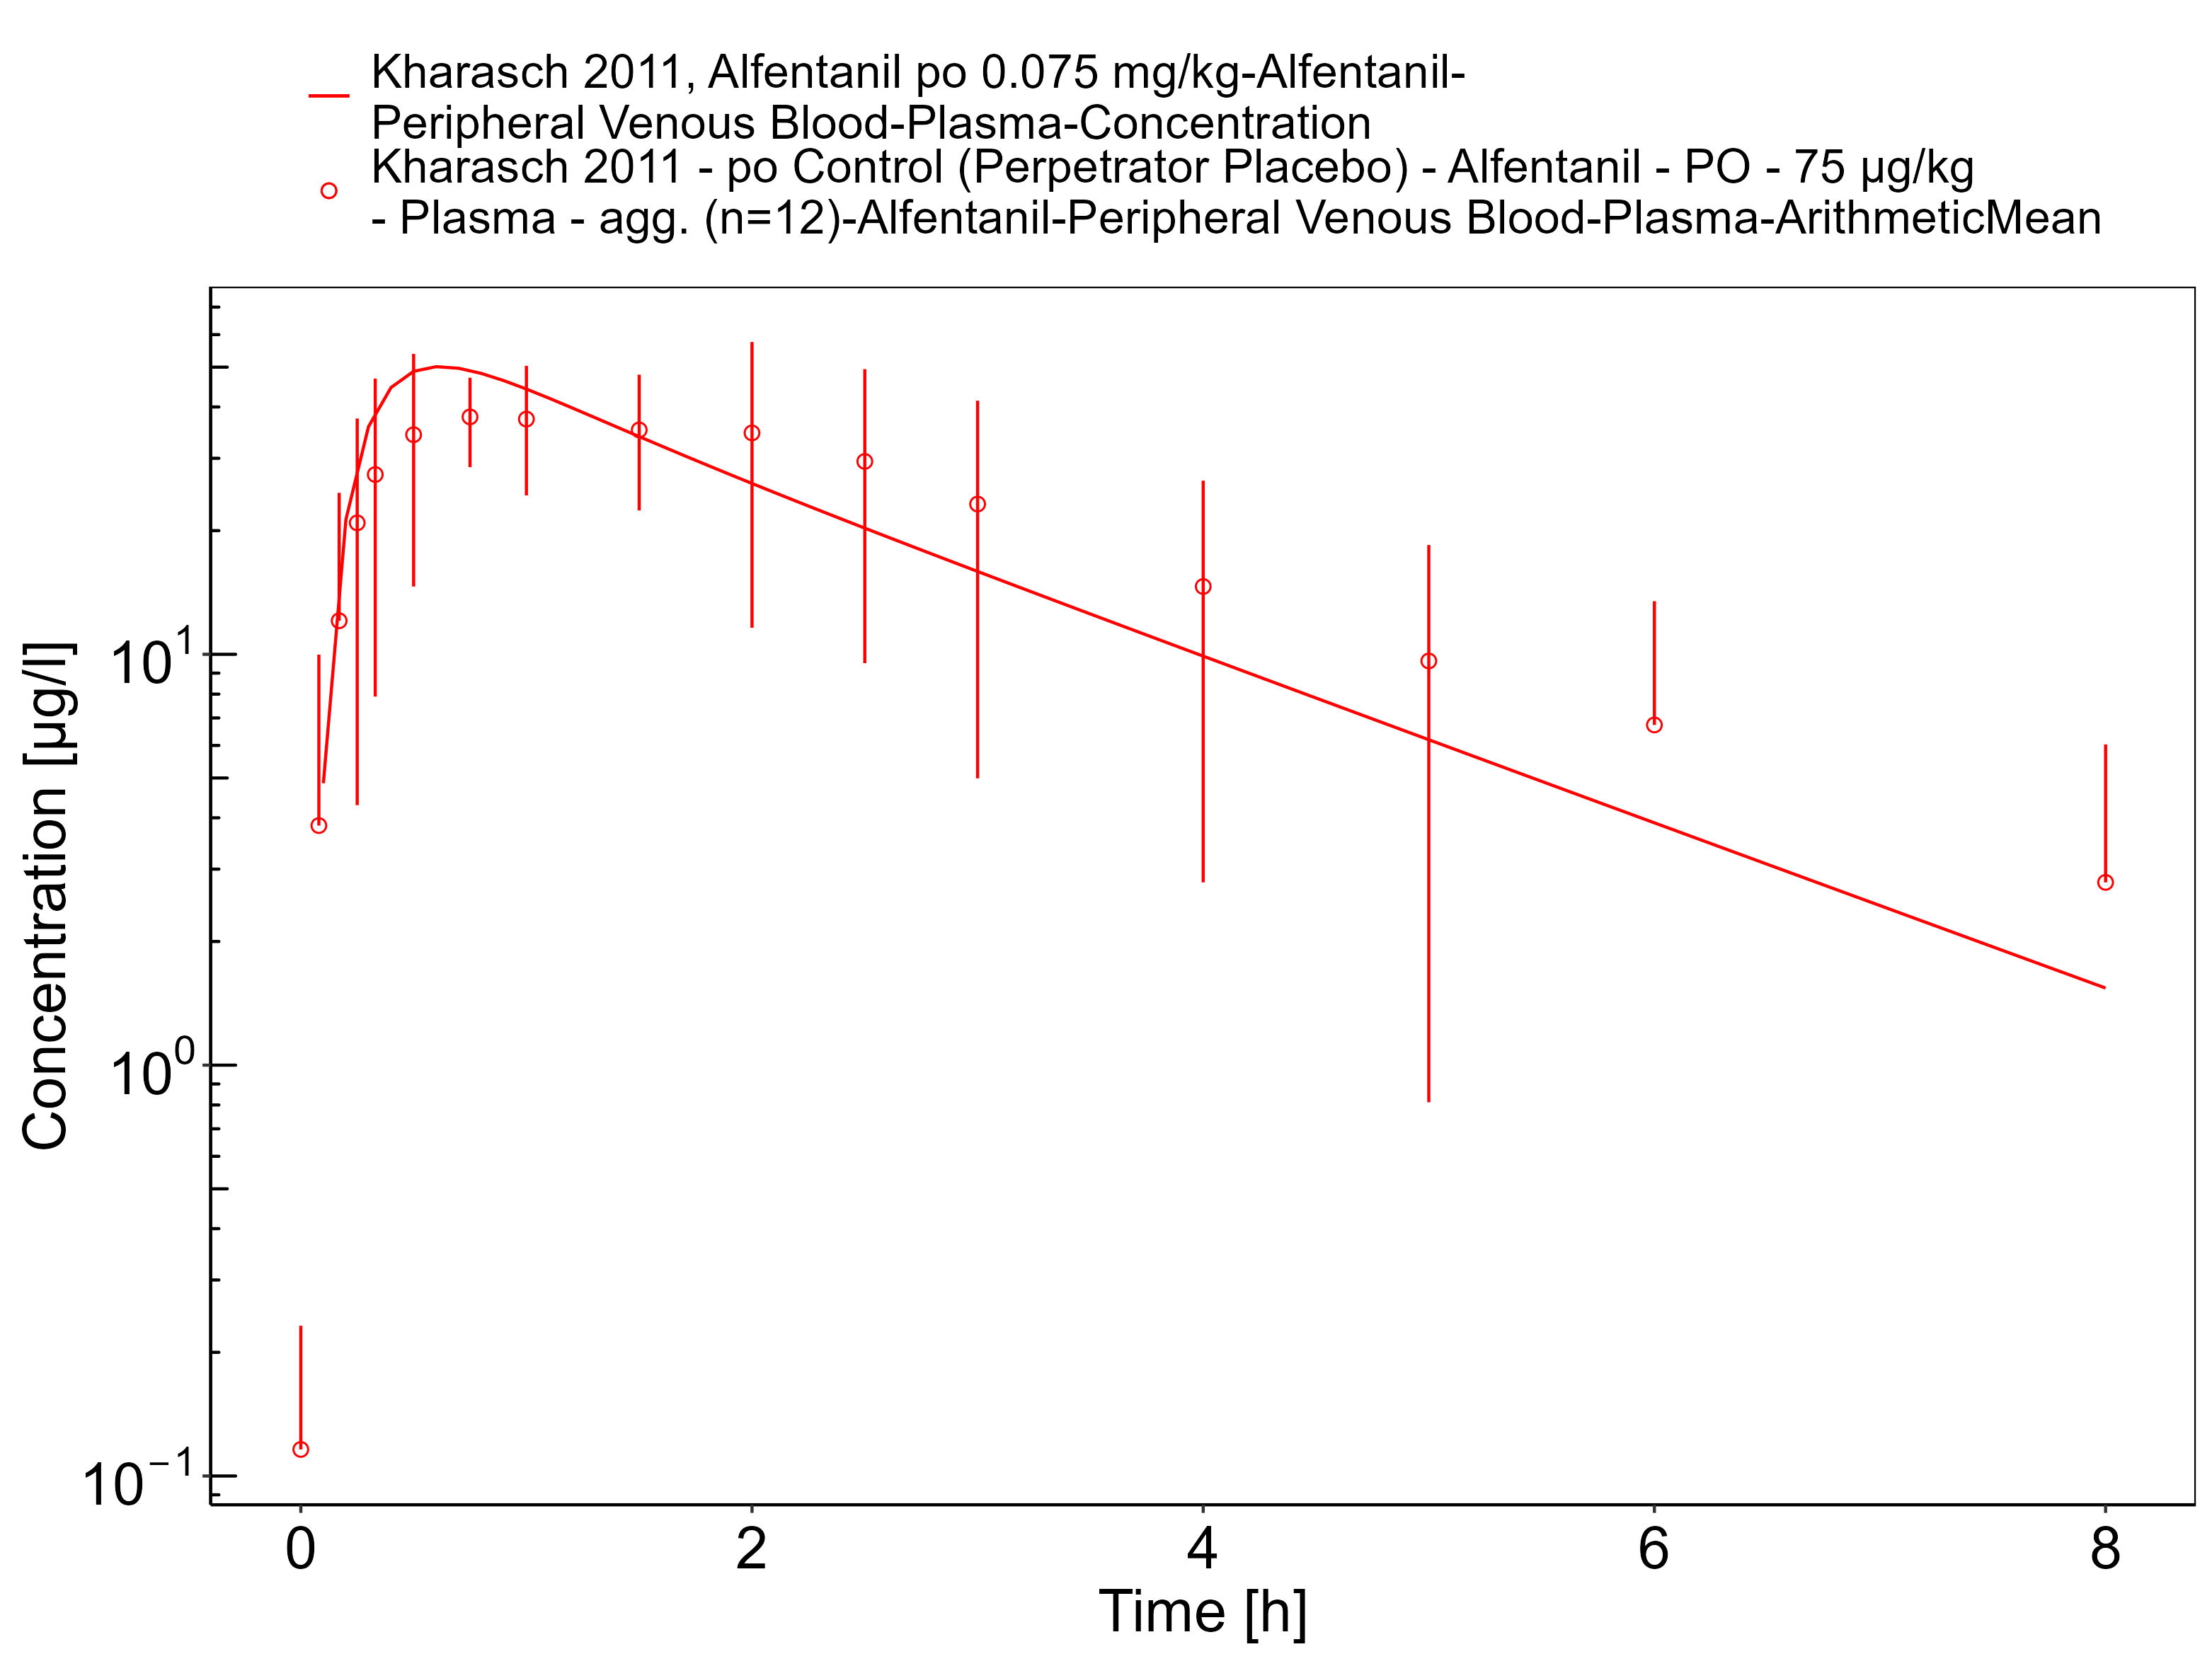 Kharasch 2011, Alfentanil po 0.075 mg/kg-Alfentanil-
Peripheral Venous Blood-Plasma-Concentration
Kharasch 2011 - po Control (Perpetrator Placebo) - Alfentanil - PO - 75 µg/kg
- Plasma - agg. (n=12)-Alfentanil-Peripheral Venous Blood-Plasma-ArithmeticMean
Concentration [µg/l]
10¹
10⁰
10⁻¹
0 2 4 6 8
Time [h]